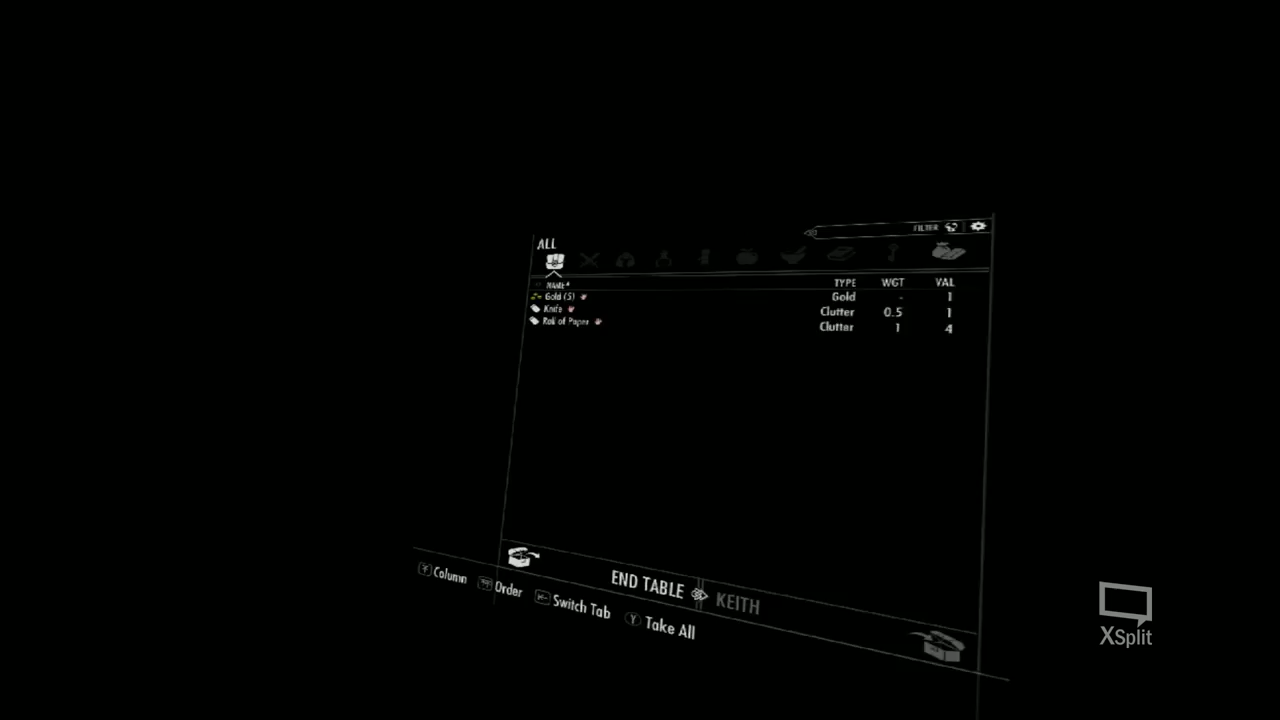 FILTER
ALL
NAME
TYPE WGT VAL
Gold (5) Gold - 1
Knife Clutter 0.5 1
Roll of Paper Clutter 1 4
END TABLE KEITH
Column Order Switch Tab Y Take All
XSplit